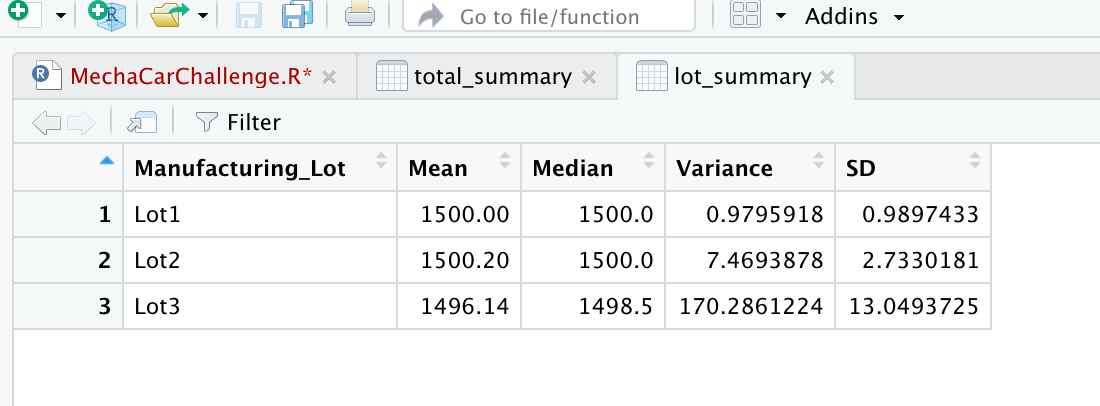 Go to file/function Addins
MechaCarChallenge.R* total_summary lot_summary
Filter
Manufacturing_Lot Mean Median Variance SD
1 Lot1 1500.00 1500.0 0.9795918 0.9897433
2 Lot2 1500.20 1500.0 7.4693878 2.7330181
3 Lot3 1496.14 1498.5 170.2861224 13.0493725